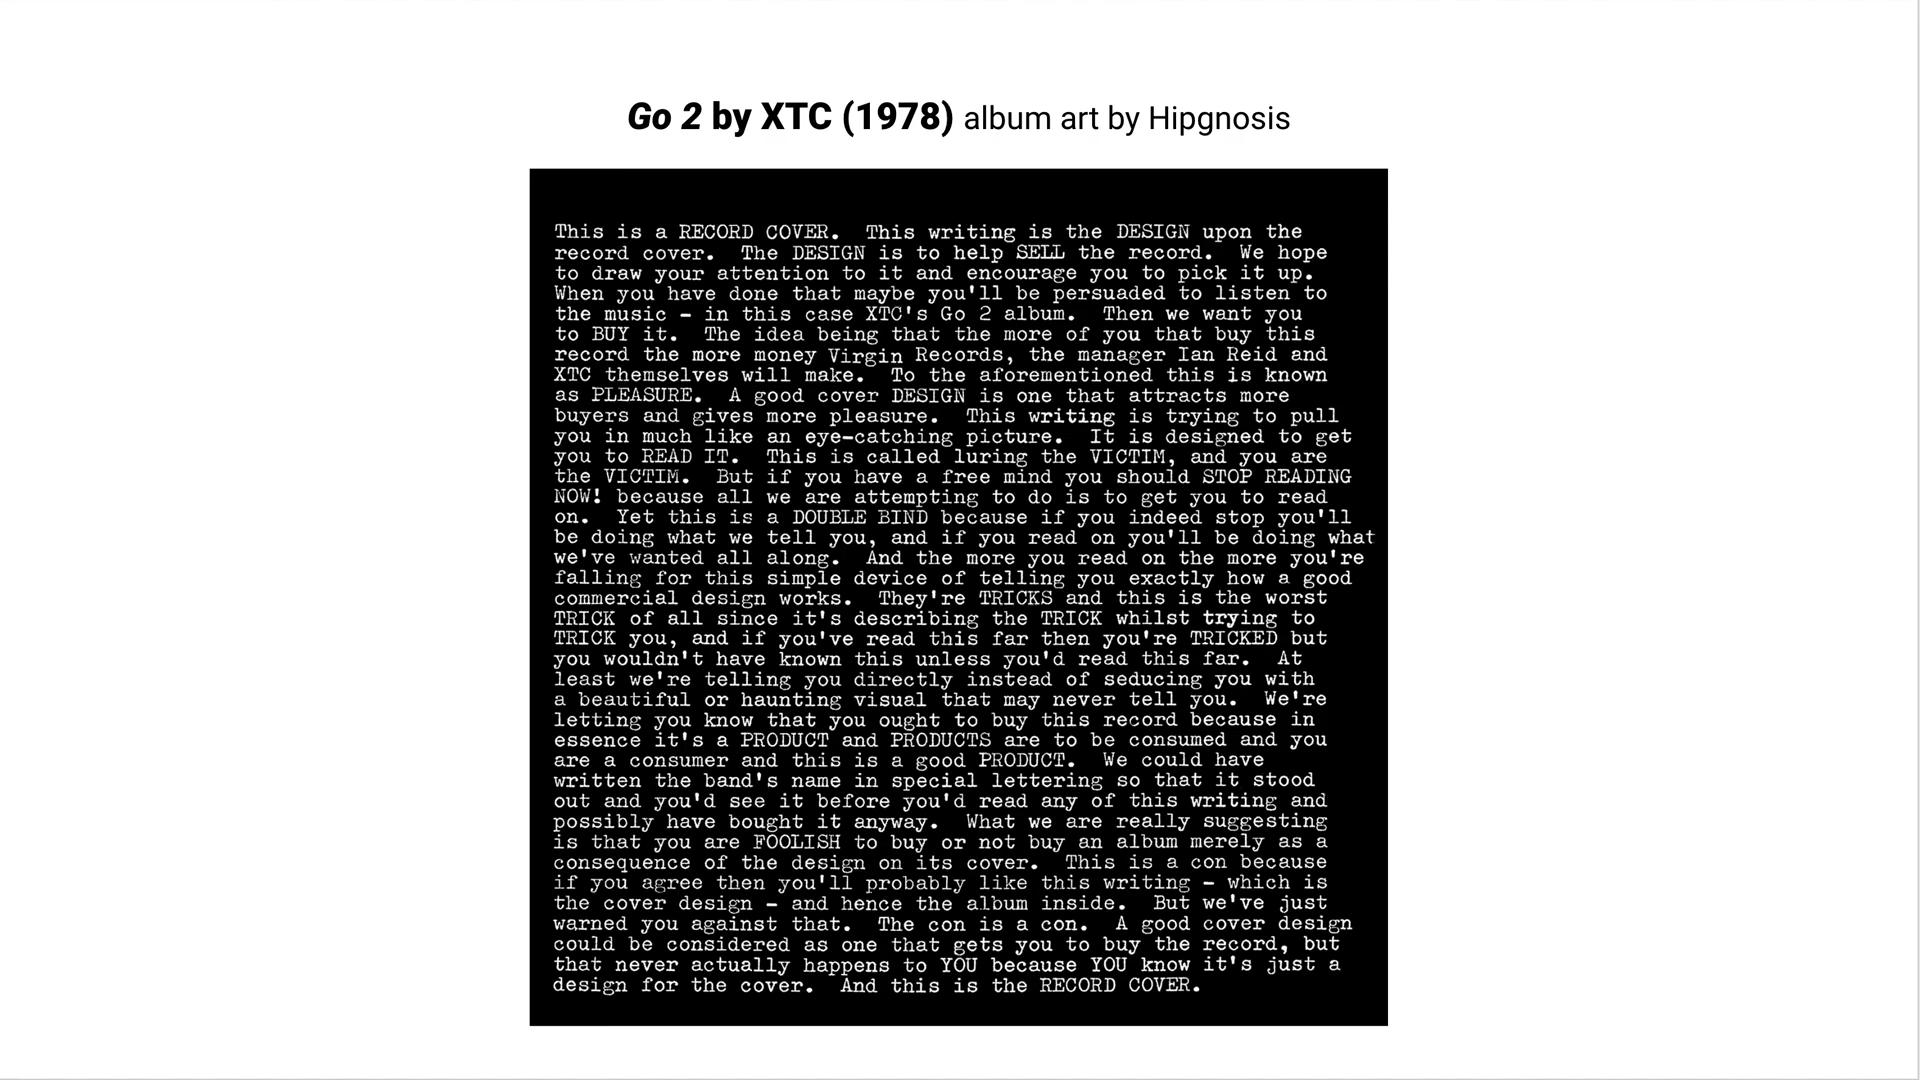 Go 2 by XTC (1978) album art by Hipgnosis
This is a RECORD COVER.  This writing is the DESIGN upon the
record cover.  The DESIGN is to help SELL the record.  We hope
to draw your attention to it and encourage you to pick it up.
When you have done that maybe you'll be persuaded to listen to
the music - in this case XTC's Go 2 album.  Then we want you
to BUY it.  The idea being that the more of you that buy this
record the more money Virgin Records, the manager Ian Reid and
XTC themselves will make.  To the aforementioned this is known
as PLEASURE.  A good cover DESIGN is one that attracts more
buyers and gives more pleasure.  This writing is trying to pull
you in much like an eye-catching picture.  It is designed to get
you to READ IT.  This is called luring the VICTIM, and you are
the VICTIM.  But if you have a free mind you should STOP READING
NOW! because all we are attempting to do is to get you to read
on.  Yet this is a DOUBLE BIND because if you indeed stop you'll
be doing what we tell you, and if you read on you'll be doing what
we've wanted all along.  And the more you read on the more you're
falling for this simple device of telling you exactly how a good
commercial design works.  They're TRICKS and this is the worst
TRICK of all since it's describing the TRICK whilst trying to
TRICK you, and if you've read this far then you're TRICKED but
you wouldn't have known this unless you'd read this far.  At
least we're telling you directly instead of seducing you with
a beautiful or haunting visual that may never tell you.  We're
letting you know that you ought to buy this record because in
essence it's a PRODUCT and PRODUCTS are to be consumed and you
are a consumer and this is a good PRODUCT.  We could have
written the band's name in special lettering so that it stood
out and you'd see it before you'd read any of this writing and
possibly have bought it anyway.  What we are really suggesting
is that you are FOOLISH to buy or not buy an album merely as a
consequence of the design on its cover.  This is a con because
if you agree then you'll probably like this writing - which is
the cover design - and hence the album inside.  But we've just
warned you against that.  The con is a con.  A good cover design
could be considered as one that gets you to buy the record, but
that never actually happens to YOU because YOU know it's just a
design for the cover.  And this is the RECORD COVER.